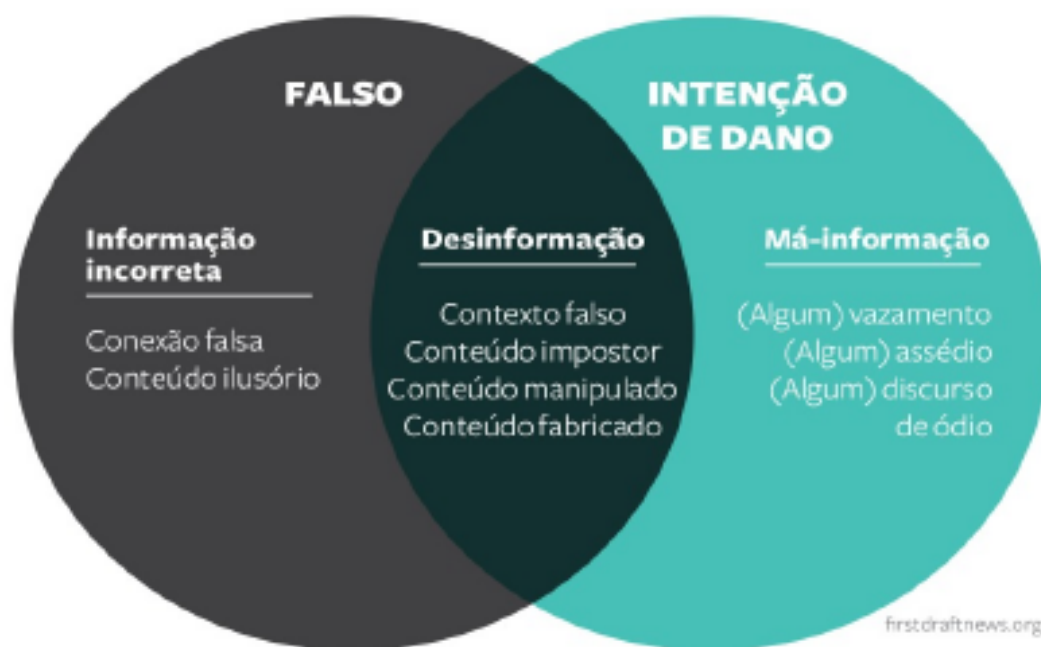 FALSO
Informação
incorreta
Conexão falsa
Conteúdo ilusório
Desinformação
Contexto falso
Conteúdo impostor
Conteúdo manipulado
Conteúdo fabricado
INTENÇÃO
DE DANO
Má-informação
(Algum) vazamento
(Algum) assédio
(Algum) discurso
de ódio
firstdraftnews.org